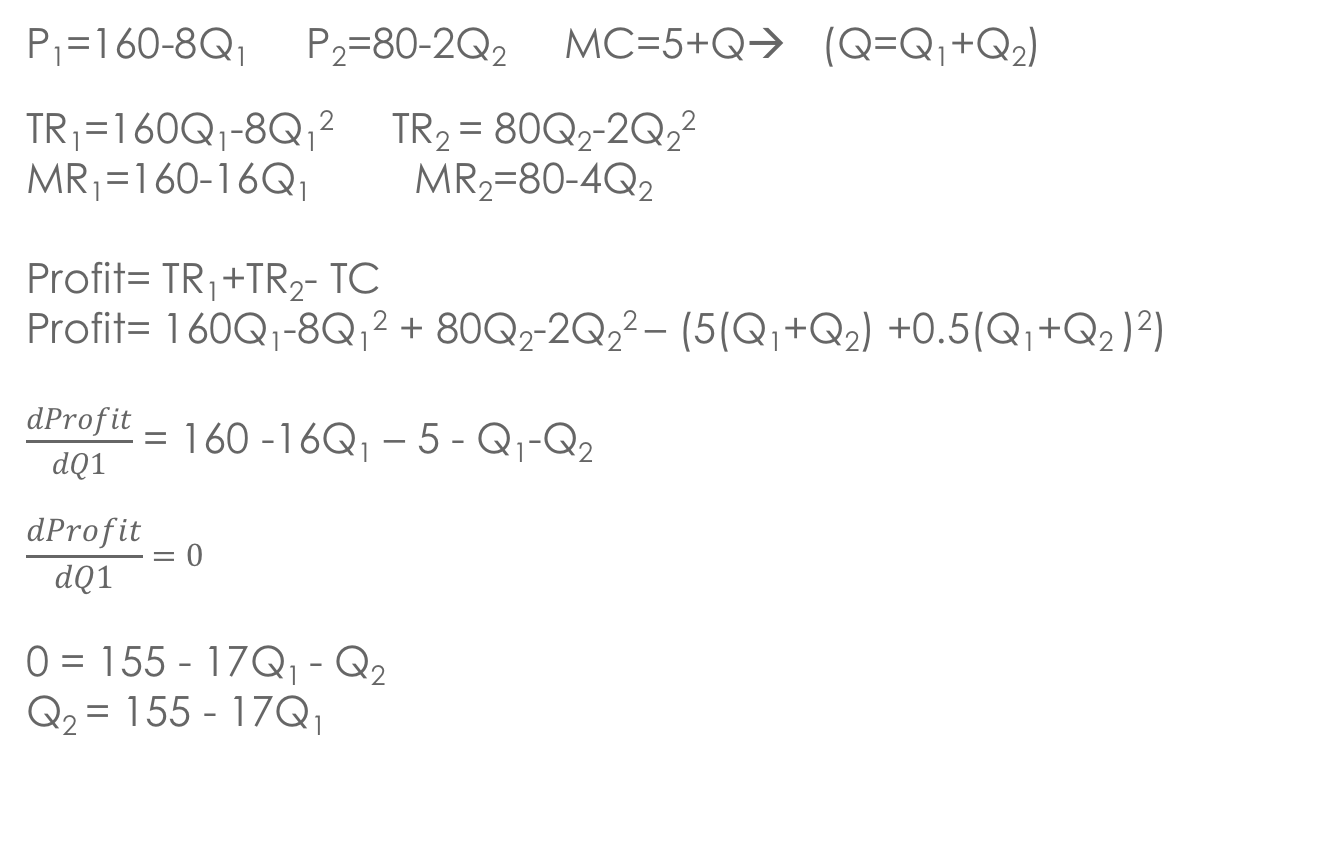 P₁=160-8Q₁ P₂=80-2Q₂ MC=5+Q→ (Q=Q₁+Q₂)
TR₁=160Q₁-8Q₁² TR₂ = 80Q₂-2Q₂²
MR₁=160-16Q₁ MR₂=80-4Q₂
Profit= TR₁+TR₂- TC
Profit= 160Q₁-8Q₁² + 80Q₂-2Q₂² – (5(Q₁+Q₂) +0.5(Q₁+Q₂ )²)
dProfit/dQ1 = 160 -16Q₁ – 5 - Q₁-Q₂
dProfit/dQ1 = 0
0 = 155 - 17Q₁ - Q₂
Q₂ = 155 - 17Q₁